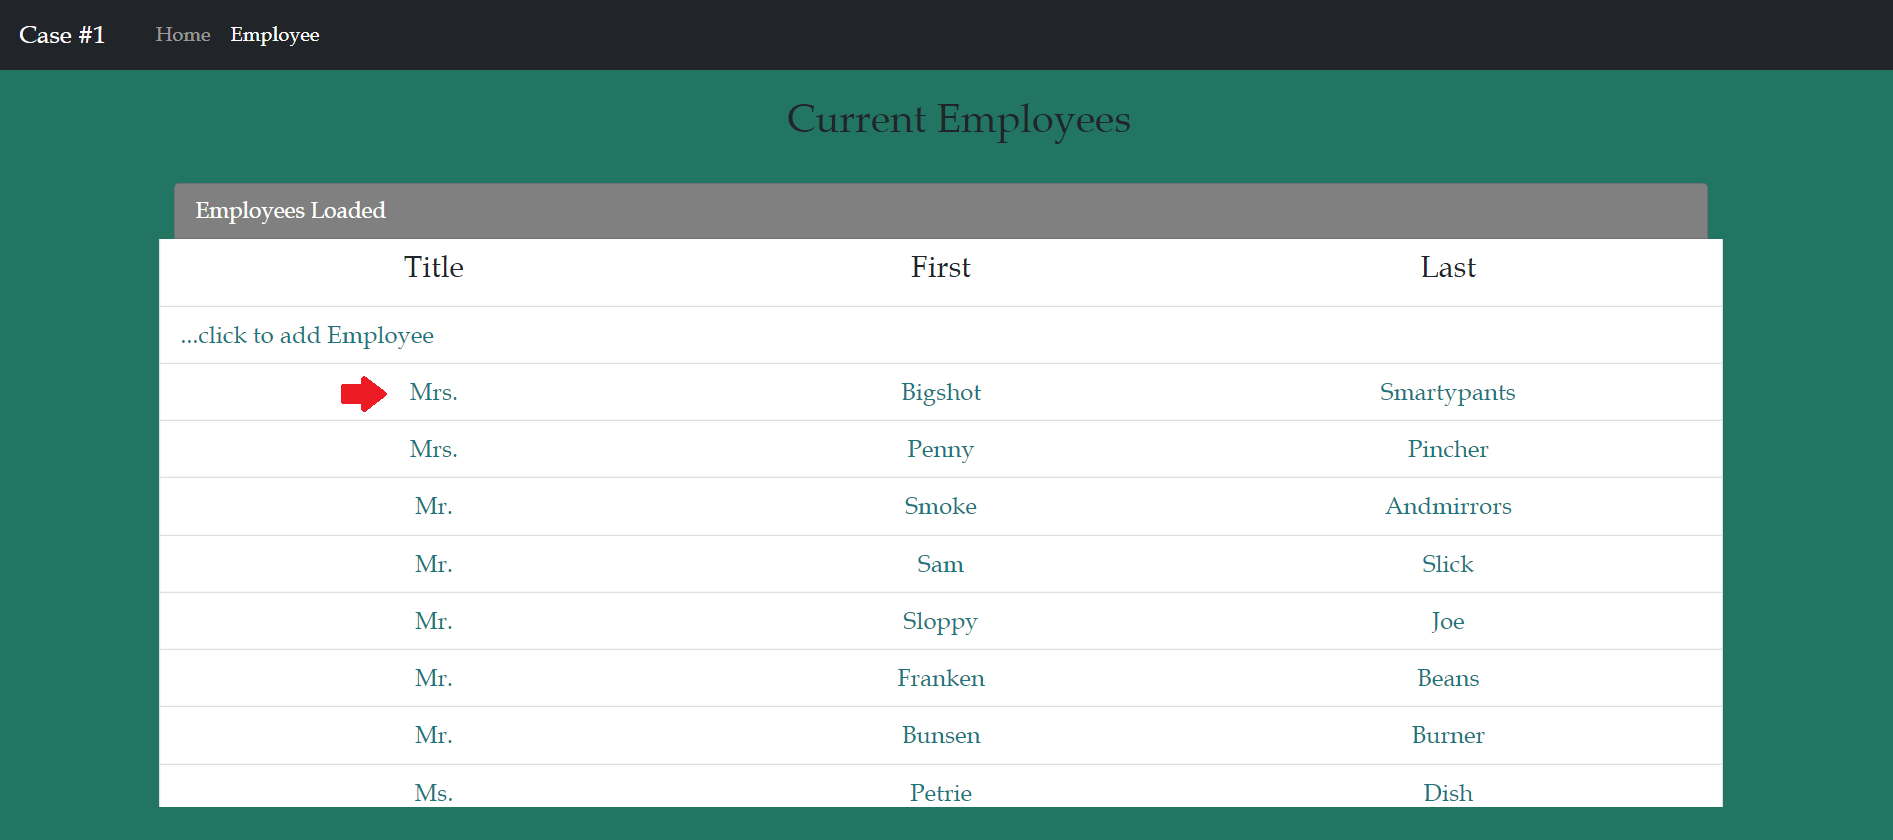 Case #1 Home Employee
Current Employees
Employees Loaded
Title First Last
...click to add Employee
Mrs. Bigshot Smartypants
Mrs. Penny Pincher
Mr. Smoke Andmirrors
Mr. Sam Slick
Mr. Sloppy Joe
Mr. Franken Beans
Mr. Bunsen Burner
Ms. Petrie Dish